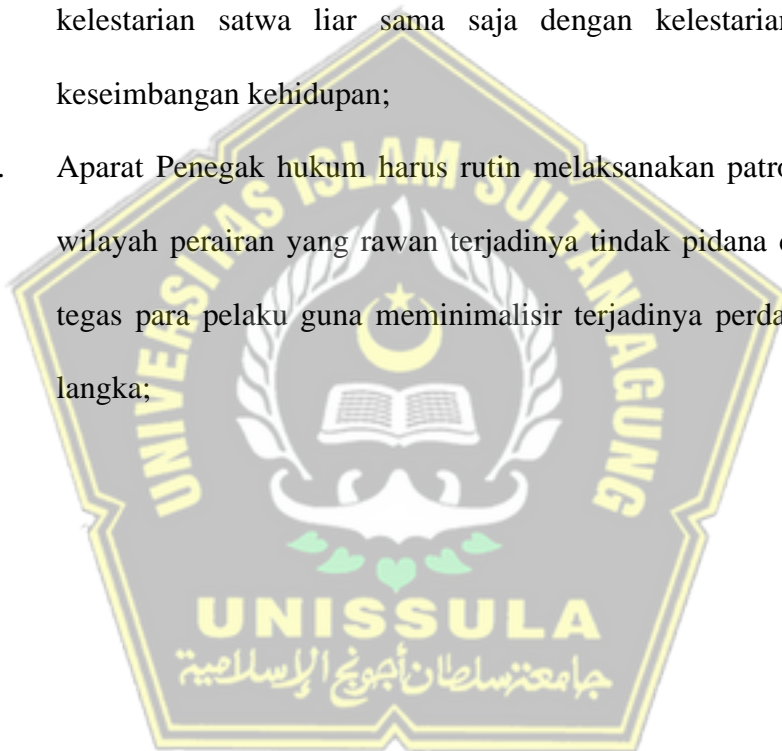 kelestarian satwa liar sama saja dengan kelestarian
keseimbangan kehidupan;
. Aparat Penegak hukum harus rutin melaksanakan
wilayah perairan yang rawan terjadinya tindak pidana
tegas para pelaku guna meminimalisir terjadinya
langka;
UNIVERSITAS ISLAM SULTAN AGUNG
UNISSULA
جامعة سلطان أجونج الإسلامية